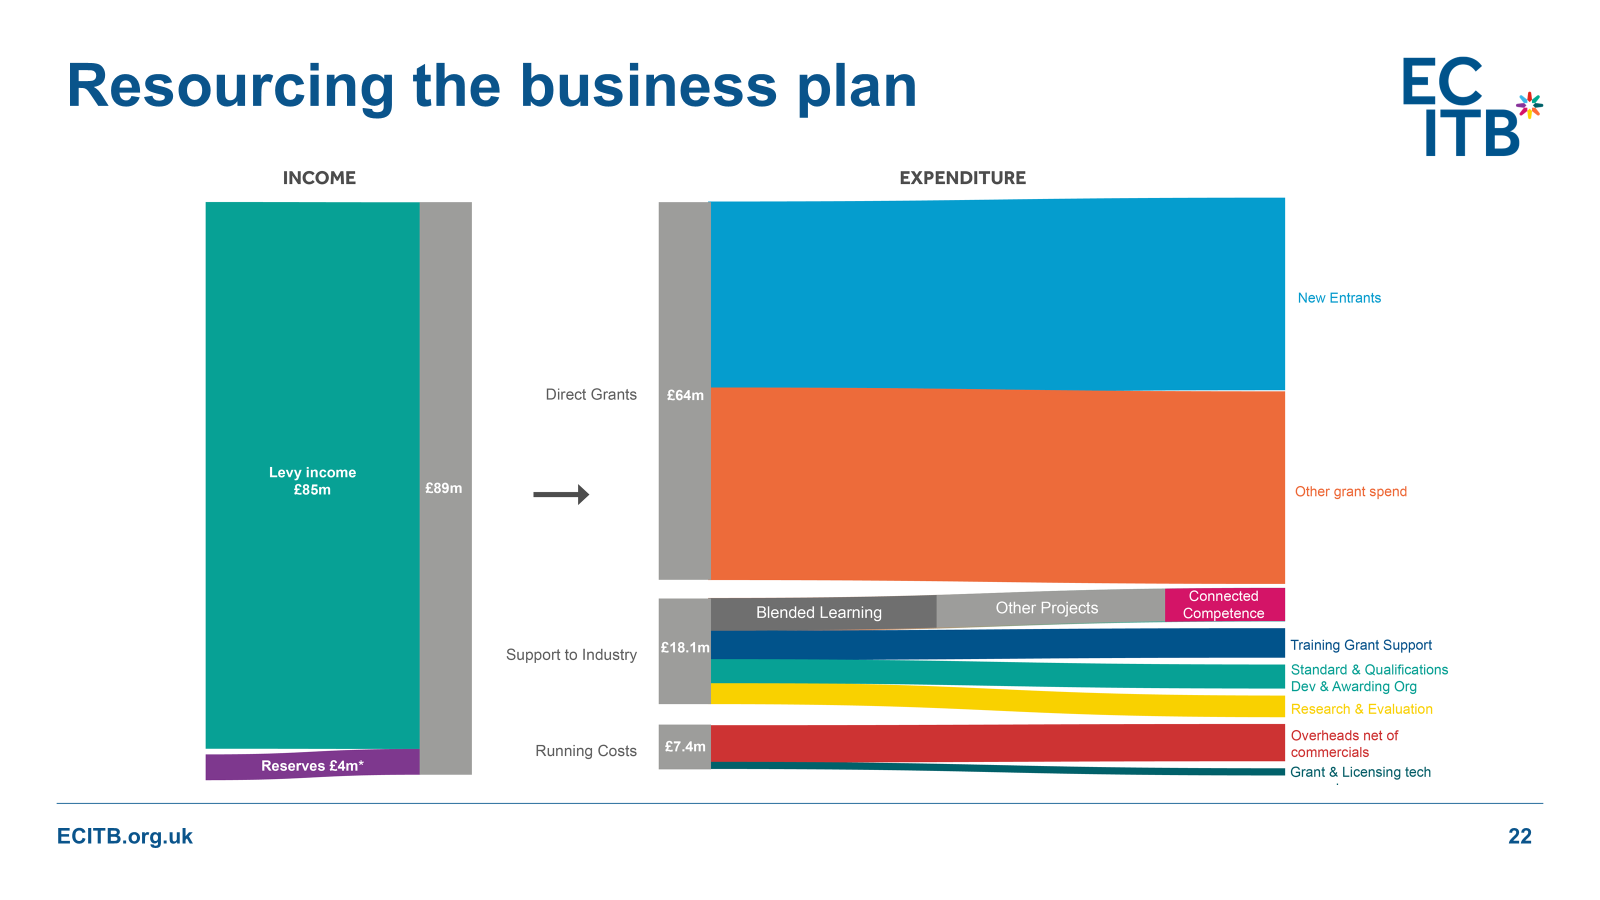 Resourcing the business plan
EC
ITB
INCOME
EXPENDITURE
New Entrants
Direct Grants
£64m
Levy income
£85m
£89m
Other grant spend
Connected
Competence
Blended Learning
Other Projects
Support to Industry
£18.1m
Training Grant Support
Standard & Qualifications
Dev & Awarding Org
Research & Evaluation
Running Costs
£7.4m
Overheads net of
commercials
Reserves £4m*
Grant & Licensing tech
ECITB.org.uk
22